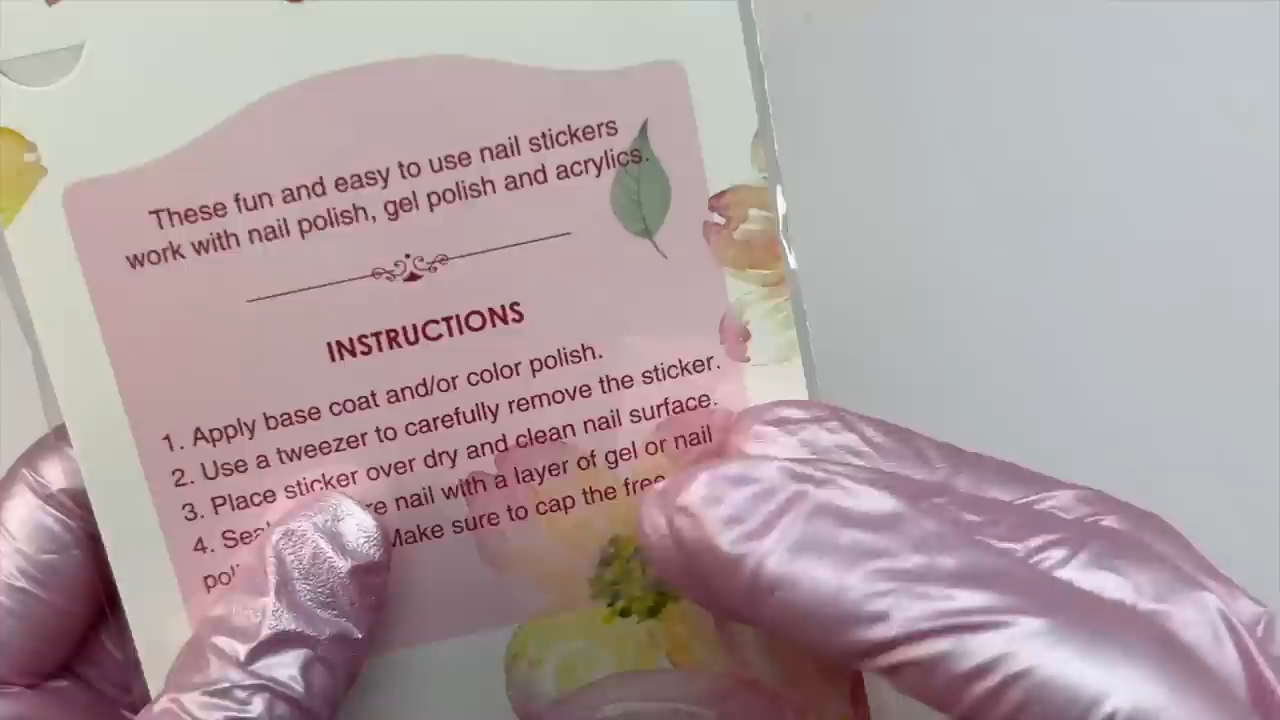 These fun and easy to use nail stickers
work with nail polish, gel polish and acrylics.
INSTRUCTIONS
1. Apply base coat and/or color polish.
2. Use a tweezer to carefully remove the sticker.
3. Place sticker over dry and clean nail surface.
4. nail with a layer of gel or nail
Make sure to cap the free